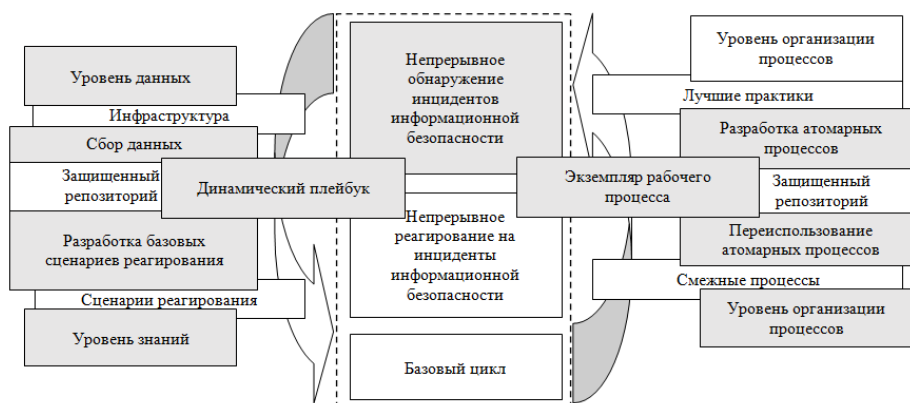 Уровень данных
Инфраструктура
Сбор данных
Защищенный
репозиторий
Разработка базовых
сценариев реагирования
Сценарии реагирования
Уровень знаний
Динамический плейбук
Непрерывное
обнаружение
инцидентов
информационной
безопасности
Непрерывное
реагирование на
инциденты
информационной
безопасности
Базовый цикл
Экземпляр рабочего
процесса
Уровень организации
процессов
Лучшие практики
Разработка атомарных
процессов
Защищенный
репозиторий
Переиспользование
атомарных процессов
Смежные процессы
Уровень организации
процессов